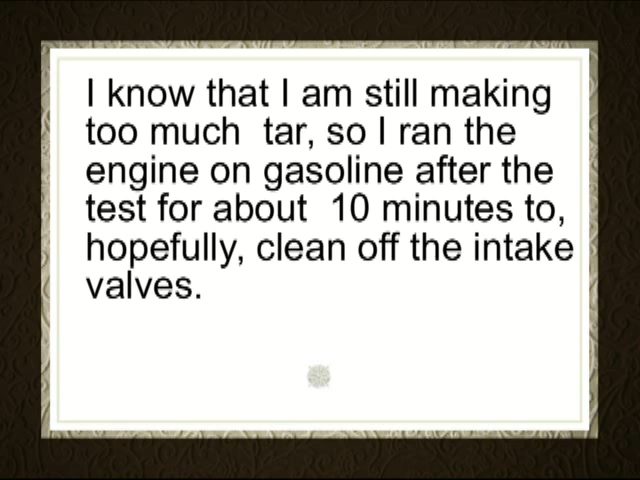 I know that I am still making
too much  tar, so I ran the
engine on gasoline after the
test for about  10 minutes to,
hopefully, clean off the intake
valves.